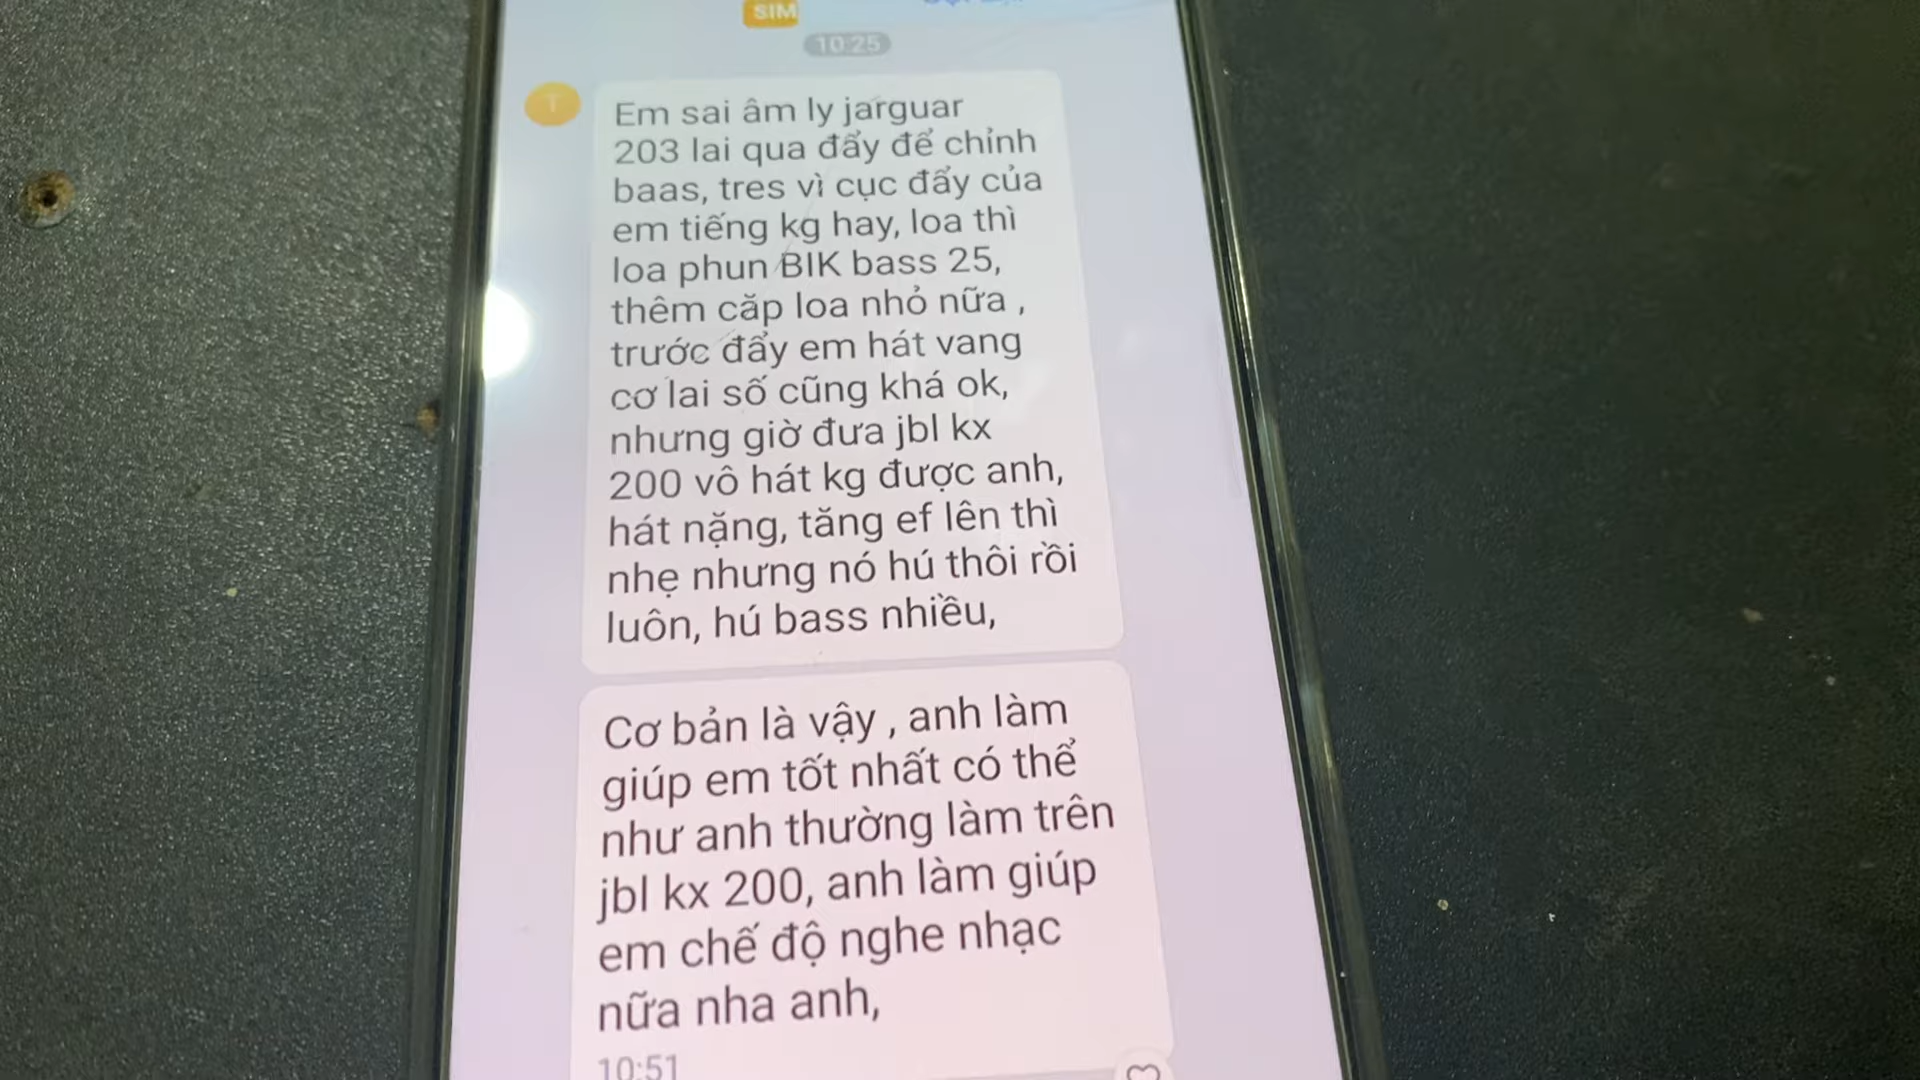 SIM
10:25
T
Em sai âm ly jarguar
203 lai qua đẩy để chỉnh
baas, tres vì cục đẩy của
em tiếng kg hay, loa thì
loa phun BIK bass 25,
thêm căp loa nhỏ nữa ,
trước đẩy em hát vang
cơ lai số cũng khá ok,
nhưng giờ đưa jbl kx
200 vô hát kg được anh,
hát nặng, tăng ef lên thì
nhẹ nhưng nó hú thôi rồi
luôn, hú bass nhiều,
Cơ bản là vậy , anh làm
giúp em tốt nhất có thể
như anh thường làm trên
jbl kx 200, anh làm giúp
em chế độ nghe nhạc
nữa nha anh,
10:51